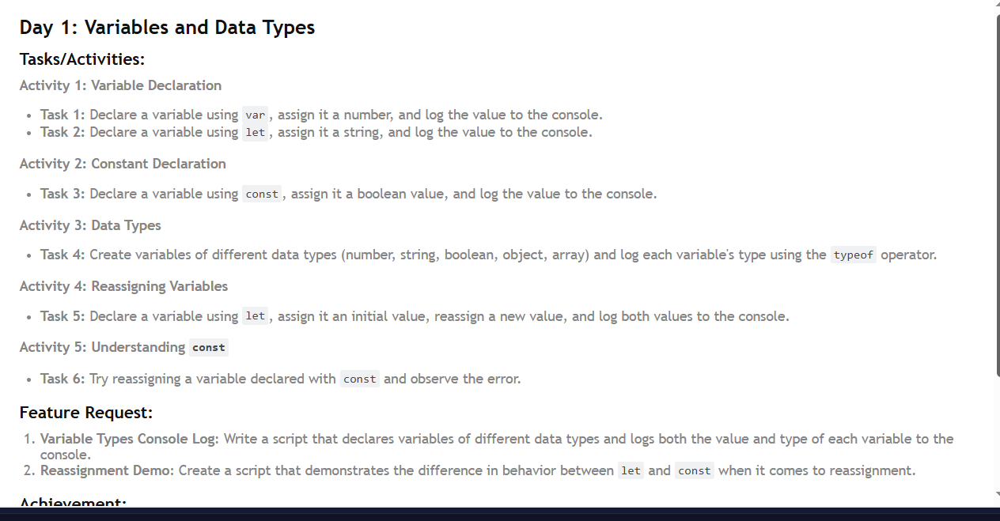 Day 1: Variables and Data Types
Tasks/Activities:
Activity 1: Variable Declaration
• Task 1: Declare a variable using var, assign it a number, and log the value to the console.
• Task 2: Declare a variable using let, assign it a string, and log the value to the console.
Activity 2: Constant Declaration
• Task 3: Declare a variable using const, assign it a boolean value, and log the value to the console.
Activity 3: Data Types
• Task 4: Create variables of different data types (number, string, boolean, object, array) and log each variable's type using the typeof operator.
Activity 4: Reassigning Variables
• Task 5: Declare a variable using let, assign it an initial value, reassign a new value, and log both values to the console.
Activity 5: Understanding const
• Task 6: Try reassigning a variable declared with const and observe the error.
Feature Request:
1. Variable Types Console Log: Write a script that declares variables of different data types and logs both the value and type of each variable to the
console.
2. Reassignment Demo: Create a script that demonstrates the difference in behavior between let and const when it comes to reassignment.
Achievement: